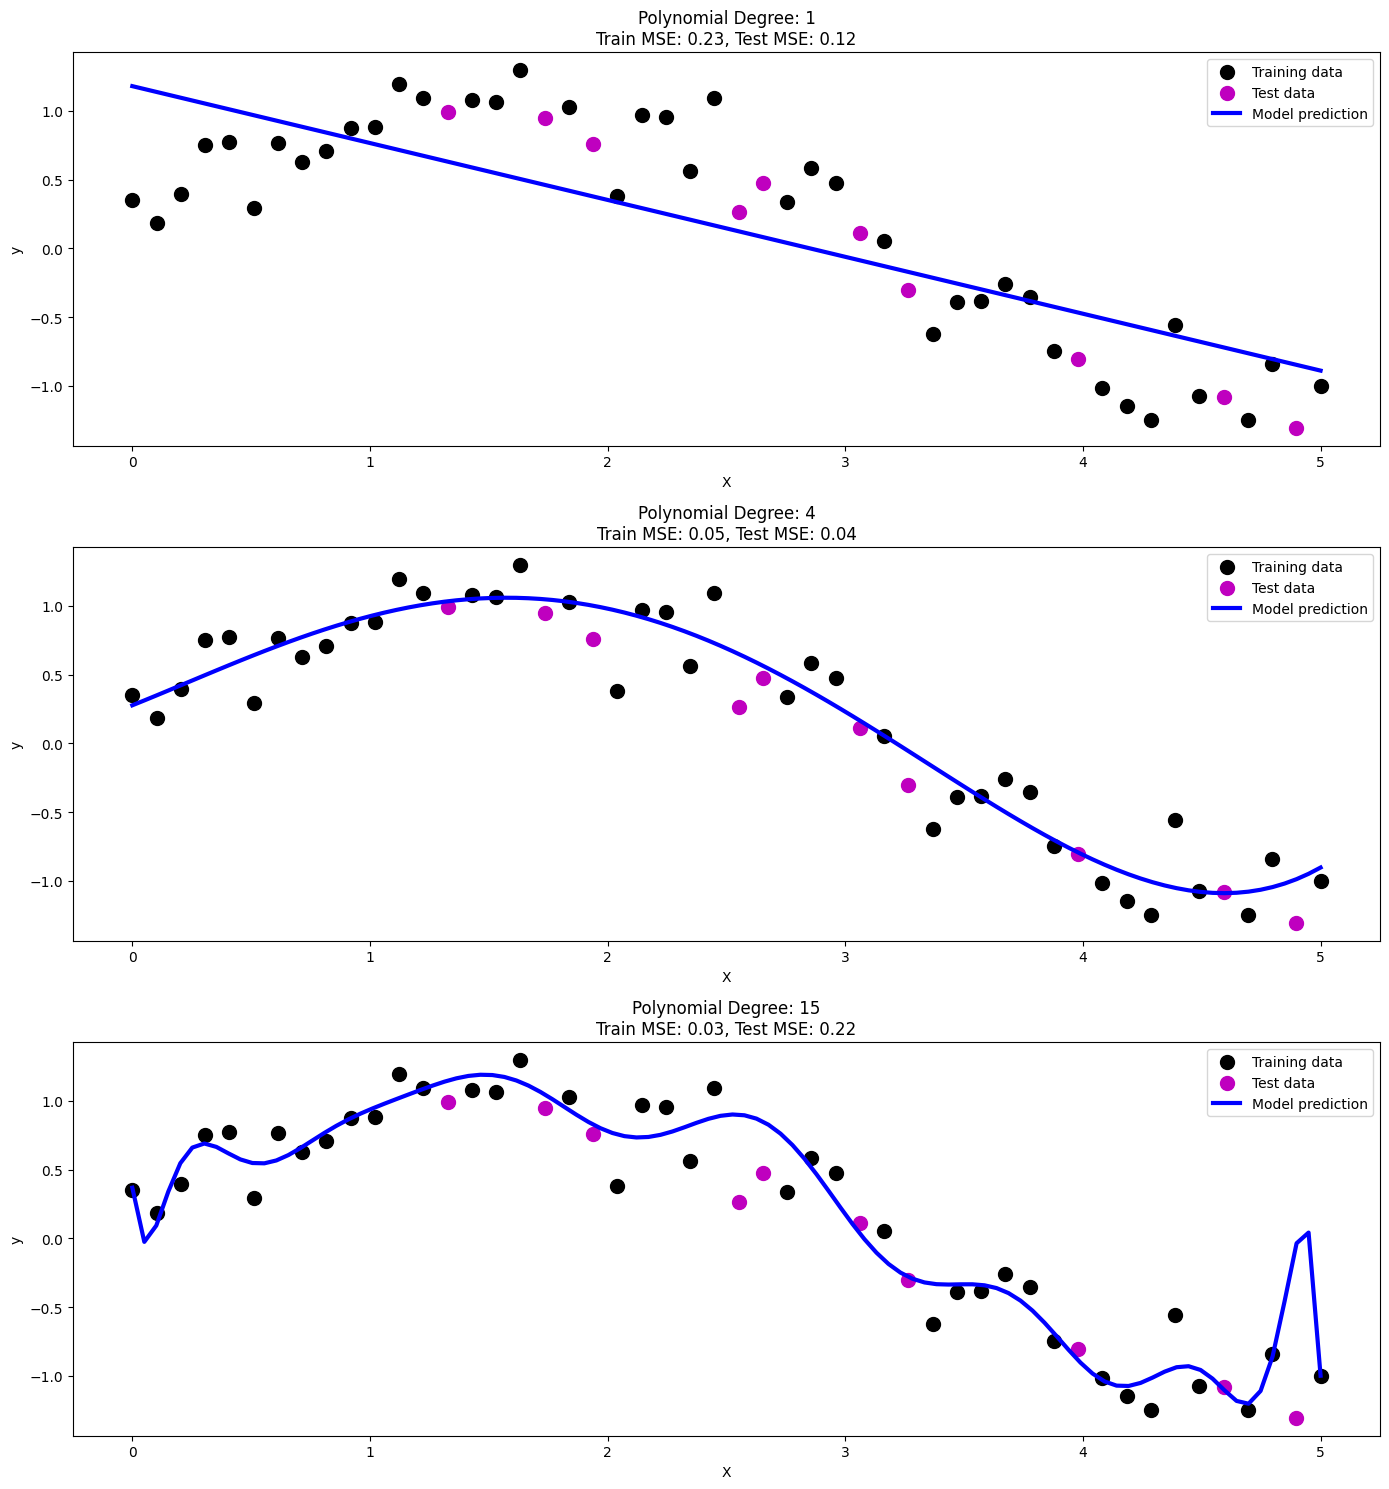 Polynomial Degree: 1
Train MSE: 0.23, Test MSE: 0.12
Training data
Test data
Model prediction
1.0
0.5
0.0
−0.5
−1.0
y
0 1 2 3 4 5
X
Polynomial Degree: 4
Train MSE: 0.05, Test MSE: 0.04
Training data
Test data
Model prediction
1.0
0.5
0.0
−0.5
−1.0
y
0 1 2 3 4 5
X
Polynomial Degree: 15
Train MSE: 0.03, Test MSE: 0.22
Training data
Test data
Model prediction
1.0
0.5
0.0
−0.5
−1.0
y
0 1 2 3 4 5
X